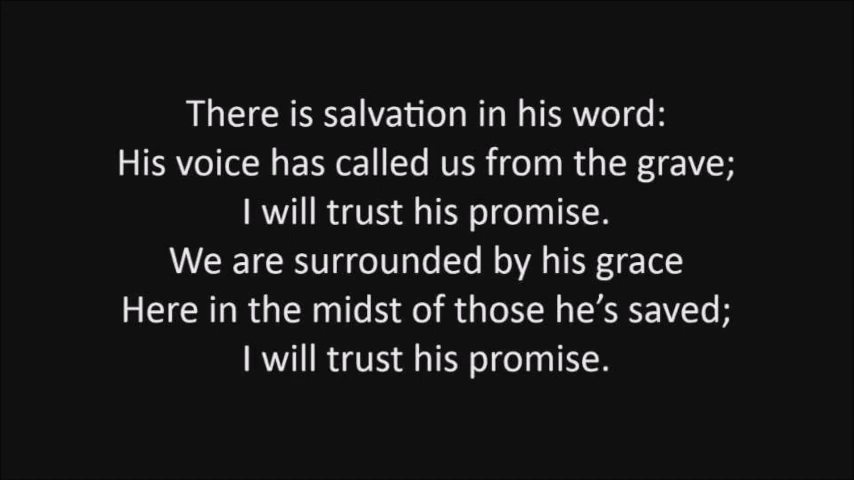 There is salvation in his word:
His voice has called us from the grave;
I will trust his promise.
We are surrounded by his grace
Here in the midst of those he’s saved;
I will trust his promise.